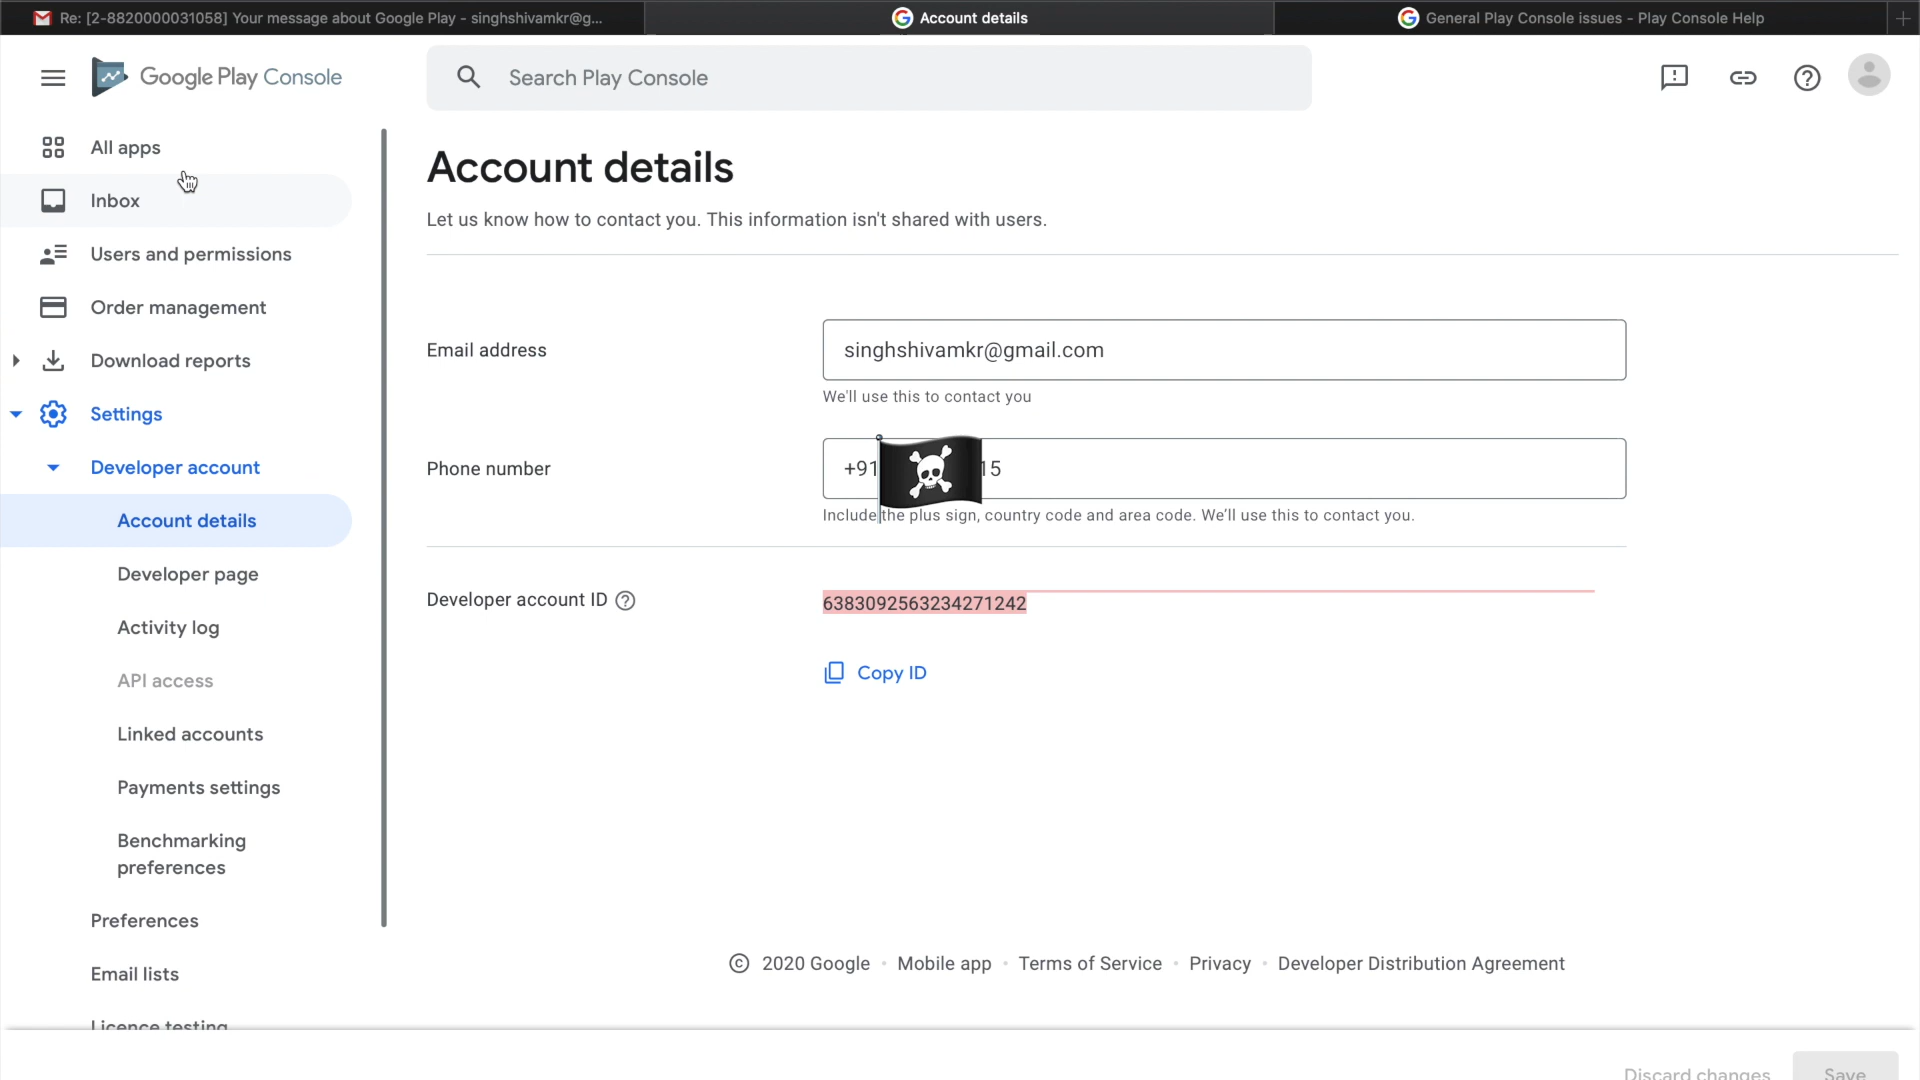 Re: [2-8820000031058] Your message about Google Play - singhshivamkr@g...
Account details
General Play Console issues - Play Console Help
Google Play Console
Search Play Console
All apps
Inbox
Users and permissions
Order management
Download reports
Settings
Developer account
Account details
Developer page
Activity log
API access
Linked accounts
Payments settings
Benchmarking
preferences
Preferences
Email lists
Licence testing
Account details
Let us know how to contact you. This information isn't shared with users.
Email address
singhshivamkr@gmail.com
We'll use this to contact you
Phone number
+91 15
Include the plus sign, country code and area code. We'll use this to contact you.
Developer account ID
6383092563234271242
Copy ID
© 2020 Google · Mobile app · Terms of Service · Privacy · Developer Distribution Agreement
Discard changes
Save